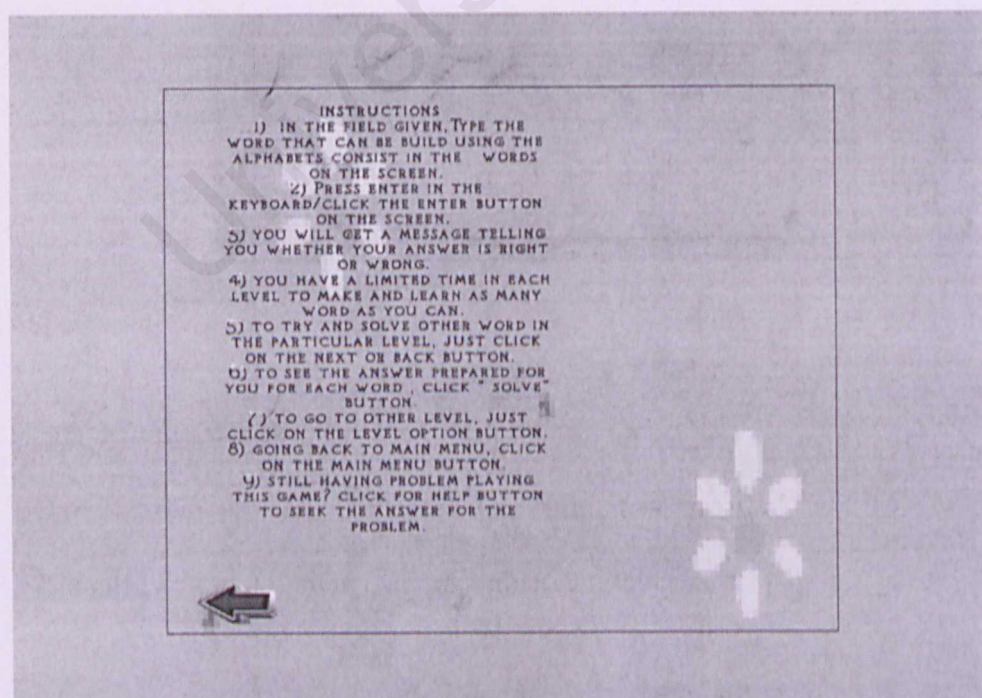 INSTRUCTIONS
1) IN THE FIELD GIVEN, TYPE THE
WORD THAT CAN BE BUILD USING THE
ALPHABETS CONSIST IN THE WORDS
ON THE SCREEN.
2) PRESS ENTER IN THE
KEYBOARD/CLICK THE ENTER BUTTON
ON THE SCREEN.
3) YOU WILL GET A MESSAGE TELLING
YOU WHETHER YOUR ANSWER IS RIGHT
OR WRONG.
4) YOU HAVE A LIMITED TIME IN EACH
LEVEL TO MAKE AND LEARN AS MANY
WORD AS YOU CAN.
5) TO TRY AND SOLVE OTHER WORD IN
THE PARTICULAR LEVEL, JUST CLICK
ON THE NEXT OR BACK BUTTON.
6) TO SEE THE ANSWER PREPARED FOR
YOU FOR EACH WORD , CLICK " SOLVE"
BUTTON.
7) TO GO TO OTHER LEVEL, JUST
CLICK ON THE LEVEL OPTION BUTTON.
8) GOING BACK TO MAIN MENU, CLICK
ON THE MAIN MENU BUTTON.
9) STILL HAVING PROBLEM PLAYING
THIS GAME? CLICK FOR HELP BUTTON
TO SEEK THE ANSWER FOR THE
PROBLEM.